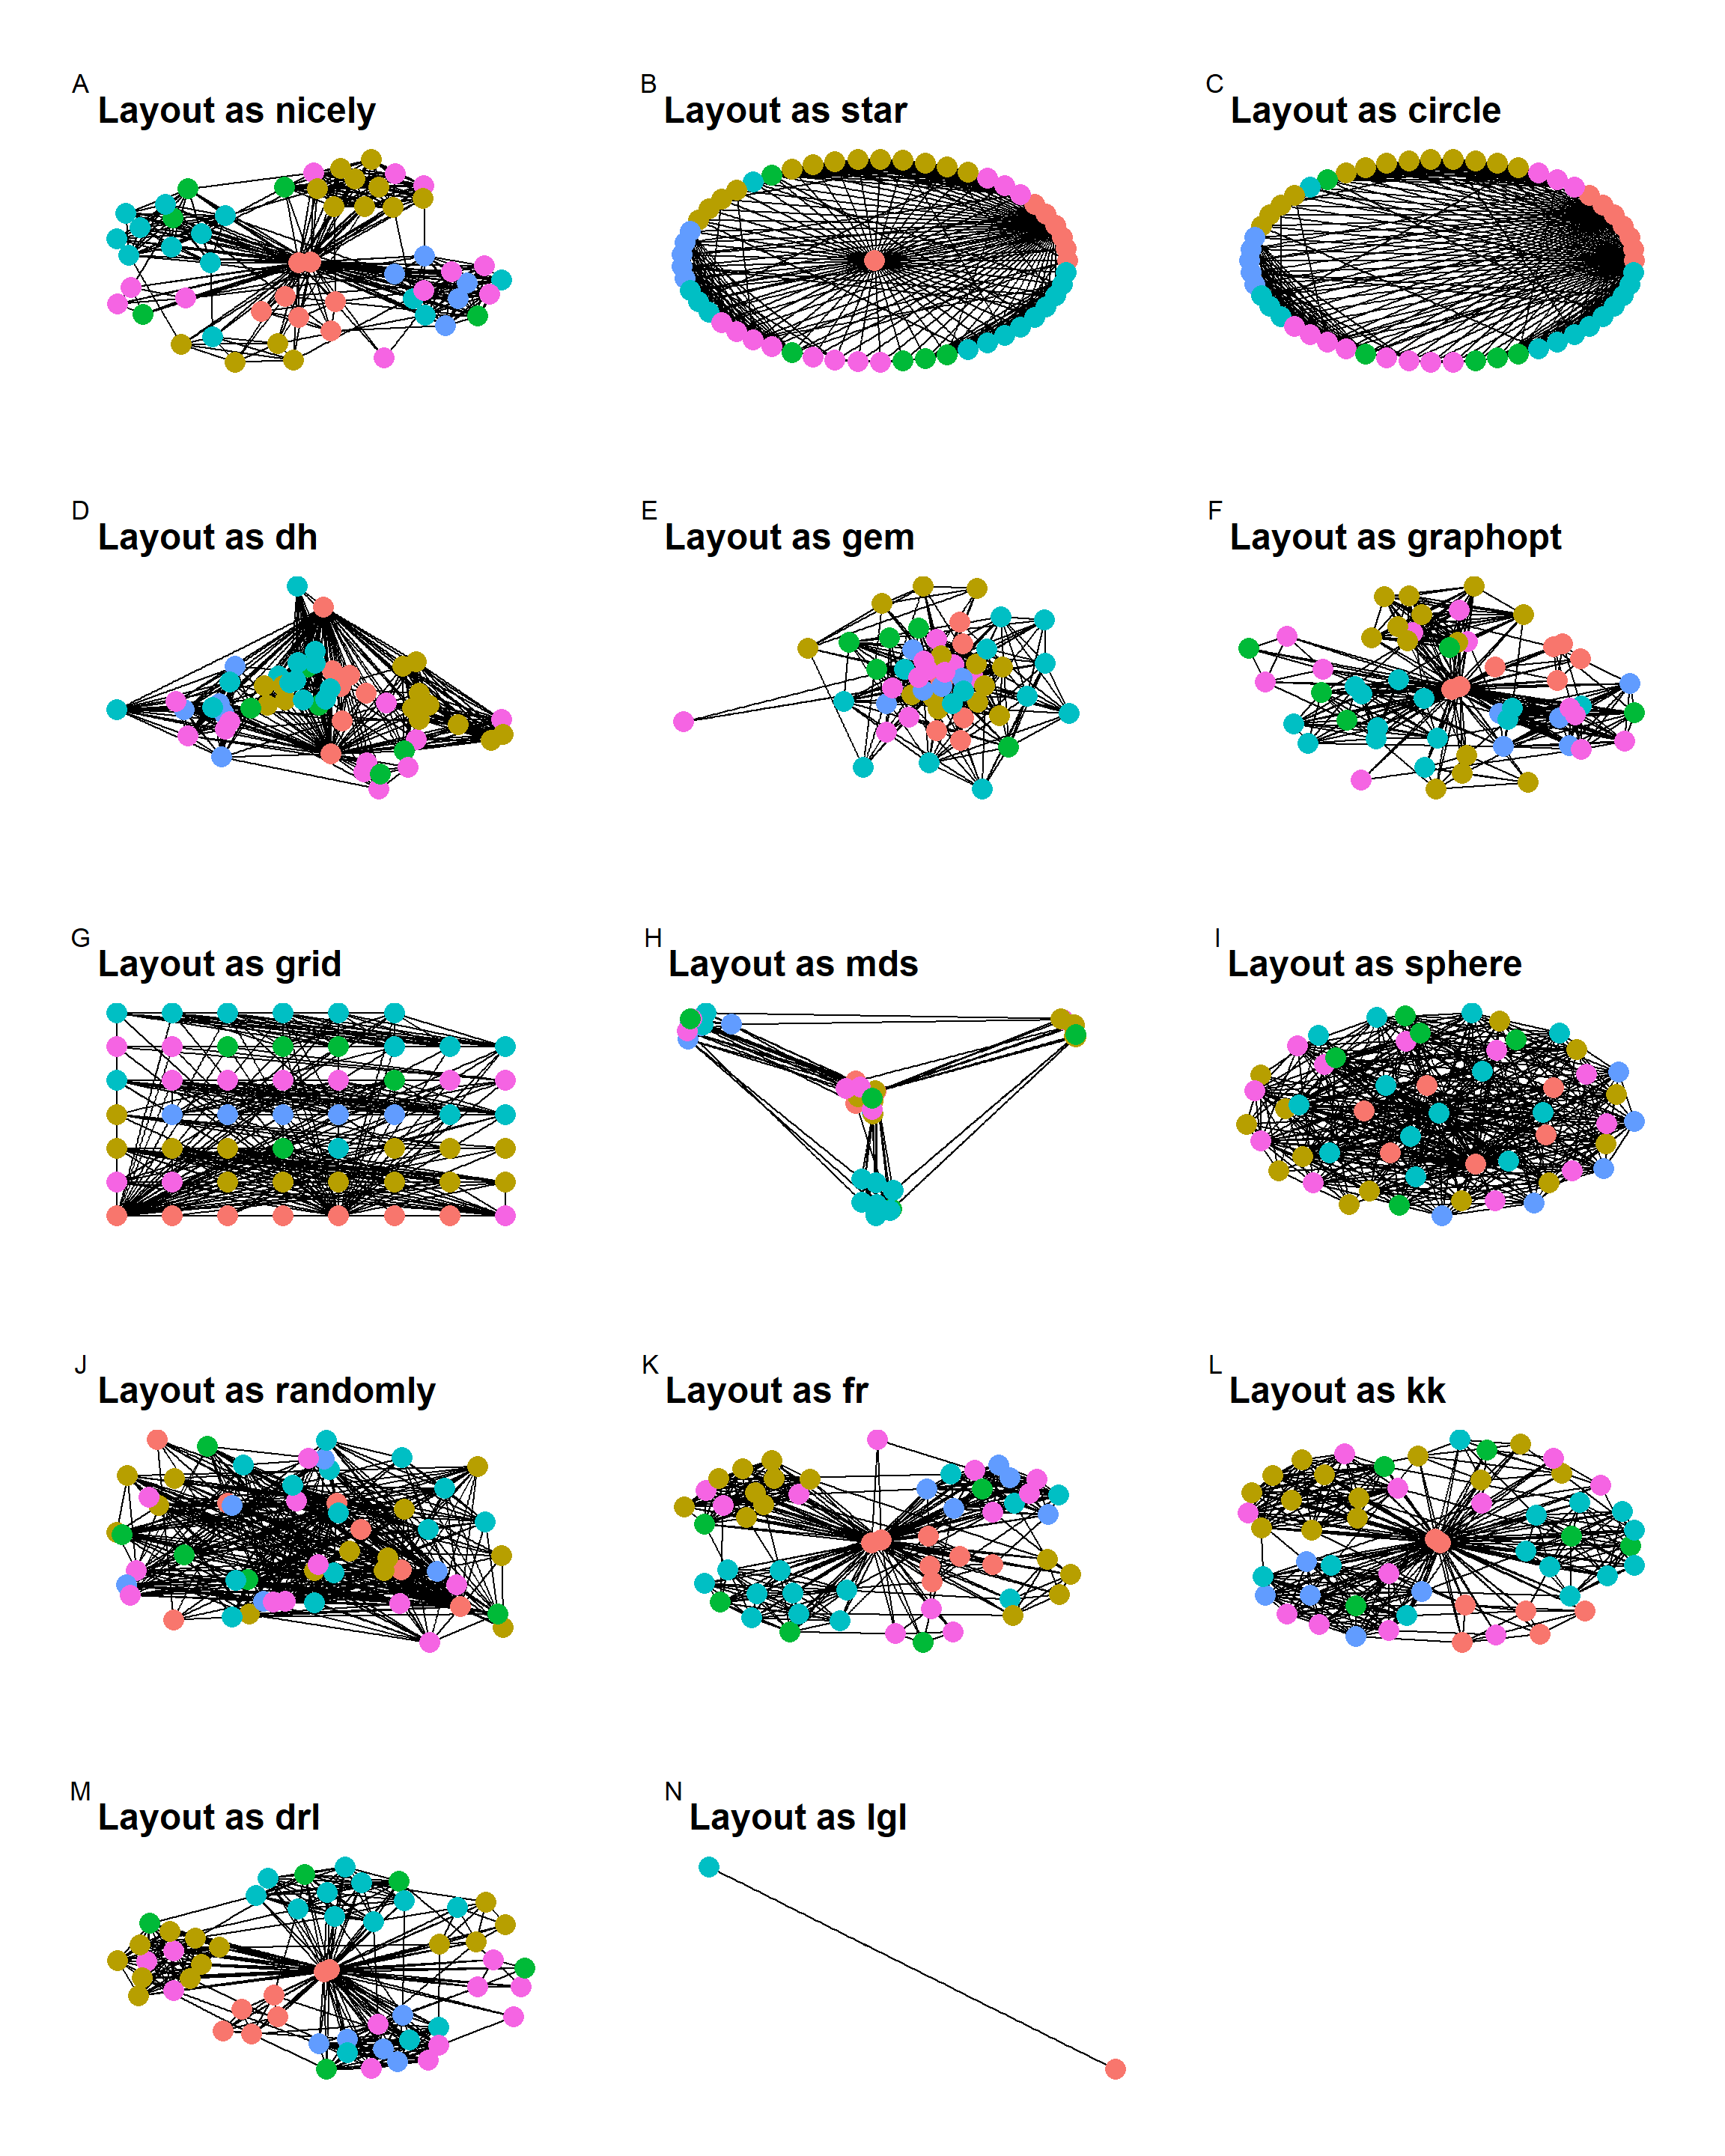 A
Layout as nicely
B
Layout as star
C
Layout as circle
D
Layout as dh
E
Layout as gem
F
Layout as graphopt
G
Layout as grid
H
Layout as mds
I
Layout as sphere
J
Layout as randomly
K
Layout as fr
L
Layout as kk
M
Layout as drl
N
Layout as lgl